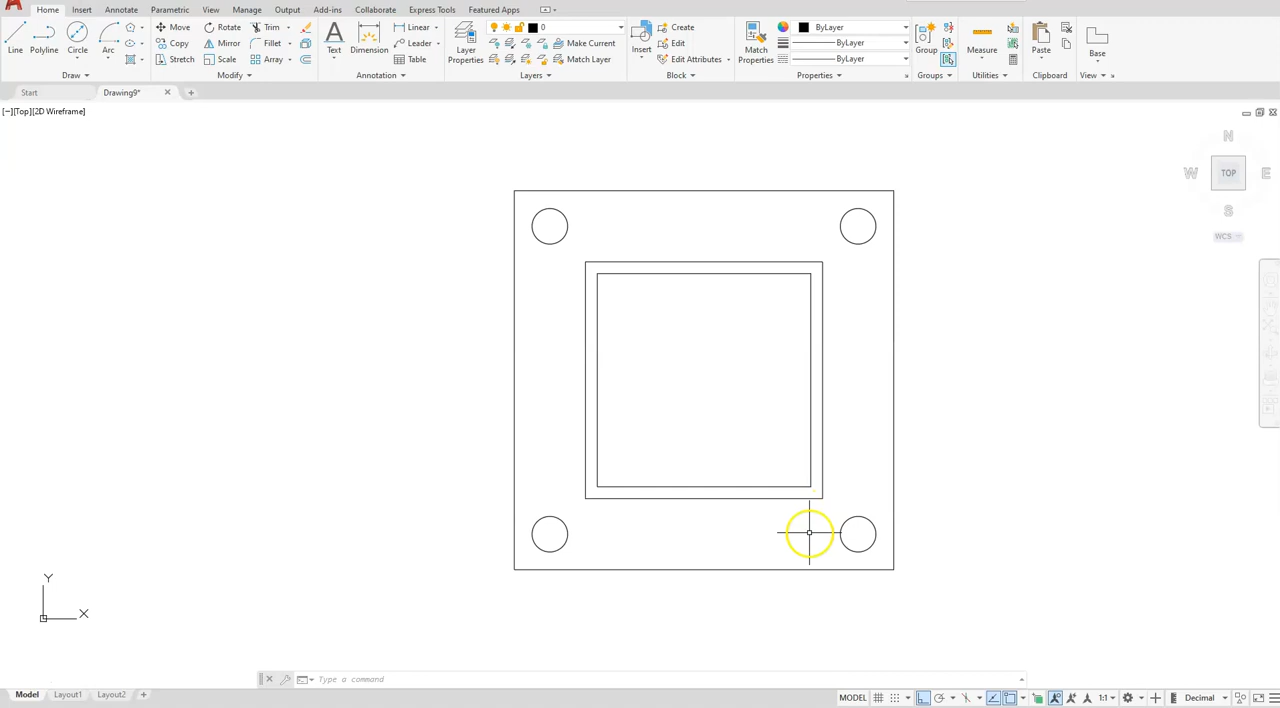 Home Insert Annotate Parametric View Manage Output Add-ins Collaborate Express Tools Featured Apps
Line Polyline Circle Arc
Move Rotate Trim
Copy Mirror Fillet
Stretch Scale Array
Text Dimension
Linear
Leader
Table
Layer Properties
0
Make Current
Match Layer
Insert
Create
Edit
Edit Attributes
Match Properties
ByLayer
ByLayer
ByLayer
Group Measure Paste Base
Draw Modify Annotation Layers Block Properties Groups Utilities Clipboard View
Start Drawing9*
[−][Top][2D Wireframe]
N
W TOP E
S
WCS
Y
X
Type a command
Model Layout1 Layout2
MODEL 1:1 Decimal